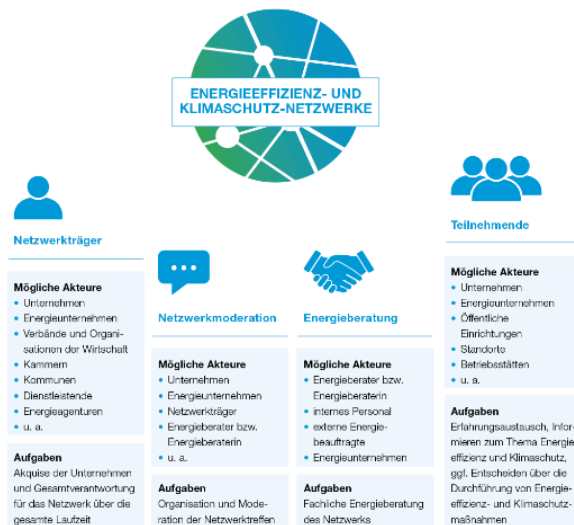 ENERGIEEFFIZIENZ- UND
KLIMASCHUTZ-NETZWERKE
Netzwerkträger
Mögliche Akteure
• Unternehmen
• Energieunternehmen
• Verbände und Organi-
sationen der Wirtschaft
• Kammern
• Kommunen
• Dienstleistende
• Energieagenturen
• u. a.
Aufgaben
Akquise der Unternehmen
und Gesamtverantwortung
für das Netzwerk über die
gesamte Laufzeit
Netzwerkmoderation
Mögliche Akteure
• Unternehmen
• Energieunternehmen
• Netzwerkträger
• Energieberater bzw.
Energieberaterin
• u. a.
Aufgaben
Organisation und Mode-
ration der Netzwerktreffen
Energieberatung
Mögliche Akteure
• Energieberater bzw.
Energieberaterin
• internes Personal
• externe Energie-
beauftragte
• Energieunternehmen
Aufgaben
Fachliche Energieberatung
des Netzwerks
Teilnehmende
Mögliche Akteure
• Unternehmen
• Energieunternehmen
• Öffentliche
Einrichtungen
• Standorte
• Betriebsstätten
• u. a.
Aufgaben
Erfahrungsaustausch, Infor-
mieren zum Thema Energie
effizienz und Klimaschutz,
ggf. Entscheiden über die
Durchführung von Energie-
effizienz- und Klimaschutz-
maßnahmen